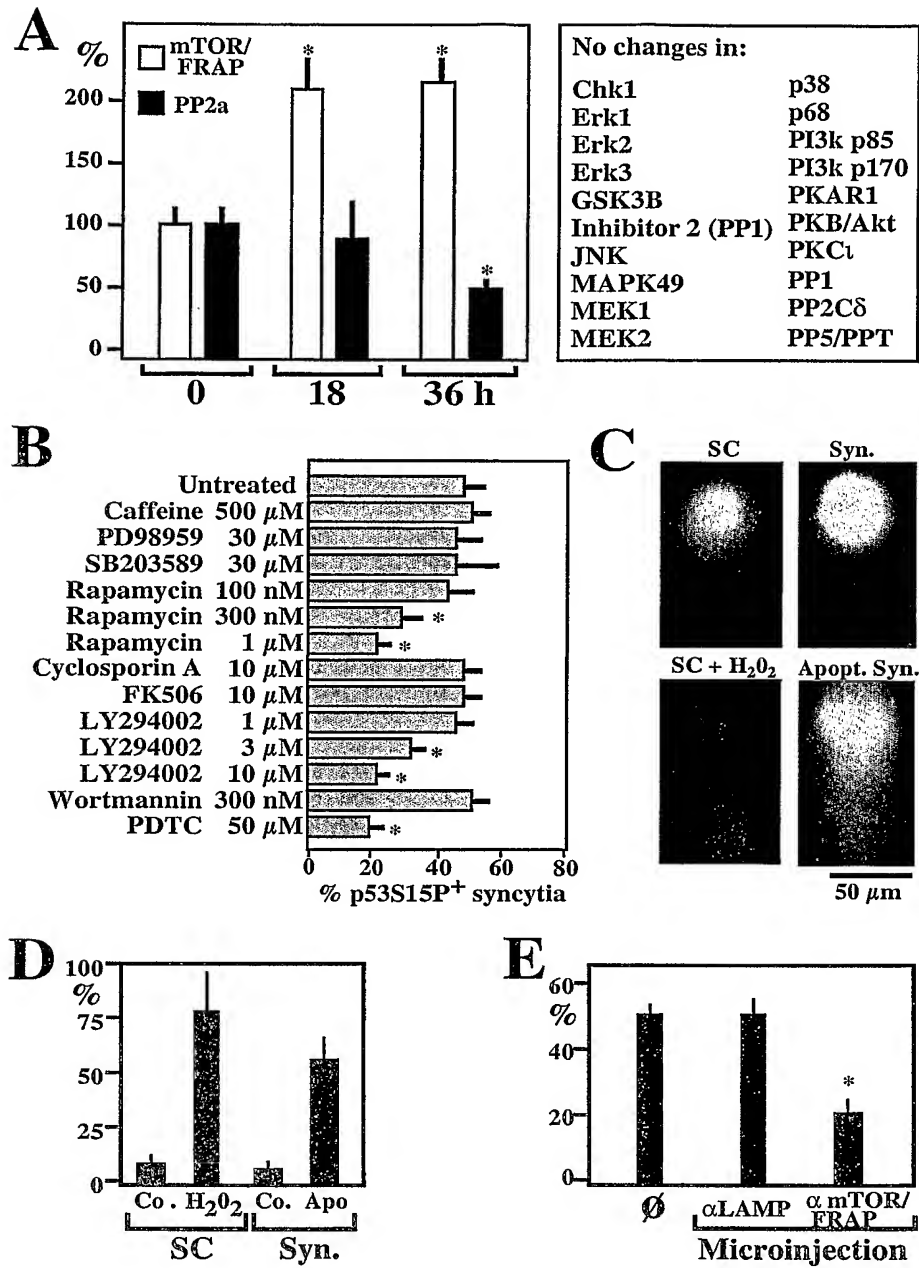 A
%
mTOR/
FRAP
PP2a
200
150
100
50
0
0 18 36 h
* * *
No changes in:
Chk1 p38
Erk1 p68
Erk2 PI3k p85
Erk3 PI3k p170
GSK3B PKAR1
Inhibitor 2 (PP1) PKB/Akt
JNK PKCι
MAPK49 PP1
MEK1 PP2Cδ
MEK2 PP5/PPT
B
Untreated
Caffeine 500 μM
PD98959 30 μM
SB203589 30 μM
Rapamycin 100 nM
Rapamycin 300 nM *
Rapamycin 1 μM *
Cyclosporin A 10 μM
FK506 10 μM
LY294002 1 μM
LY294002 3 μM *
LY294002 10 μM *
Wortmannin 300 nM
PDTC 50 μM *
0 20 40 60 80
% p53S15P+ syncytia
C
SC Syn.
SC + H202 Apopt. Syn.
50 μm
D
100
%
75
50
25
0
Co . H2O2 Co. Apo
SC Syn.
E
60
%
40
20
0
*
Ø αLAMP α mTOR/
FRAP
Microinjection